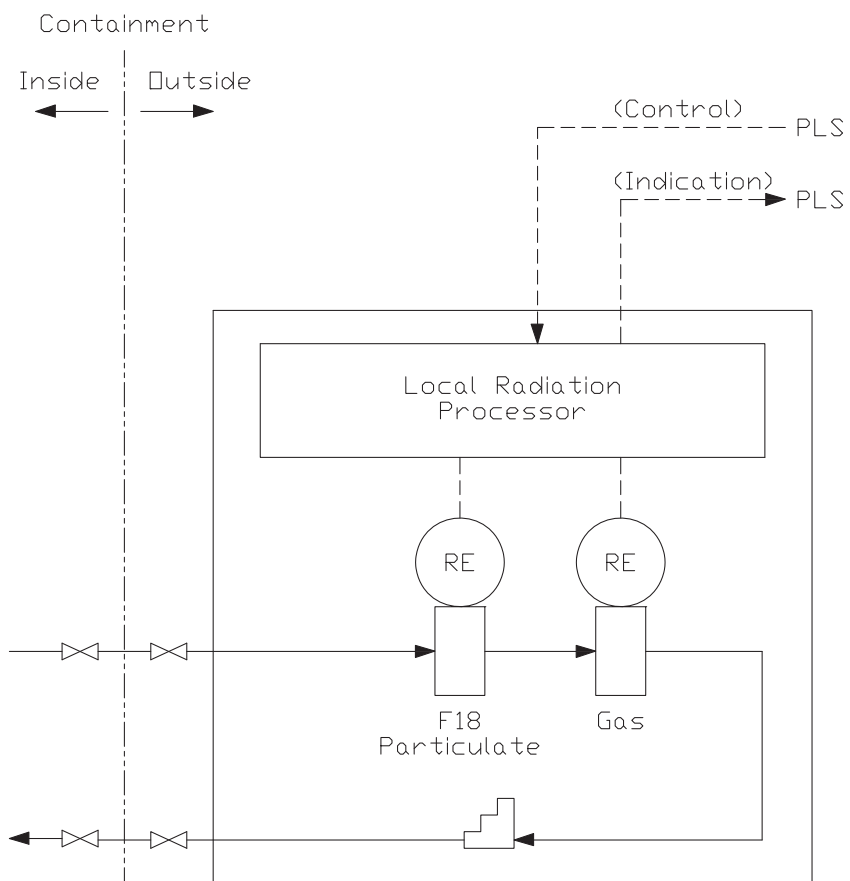 Containment
Inside
Outside
(Control)
PLS
(Indication)
PLS
Local Radiation
Processor
RE
RE
F18
Particulate
Gas